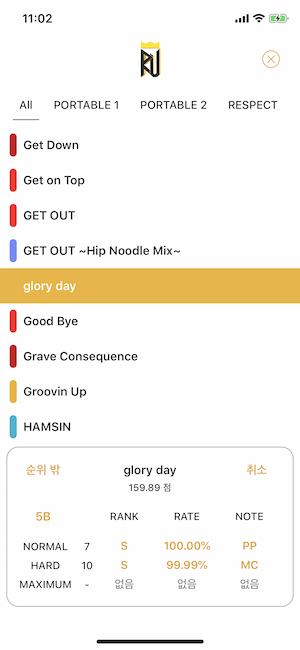 11:02
RU
All PORTABLE 1 PORTABLE 2 RESPECT
Get Down
Get on Top
GET OUT
GET OUT ~Hip Noodle Mix~
glory day
Good Bye
Grave Consequence
Groovin Up
HAMSIN
순위 밖 glory day 취소
159.89 점
5B RANK RATE NOTE
NORMAL 7 S 100.00% PP
HARD 10 S 99.99% MC
MAXIMUM - 없음 없음 없음